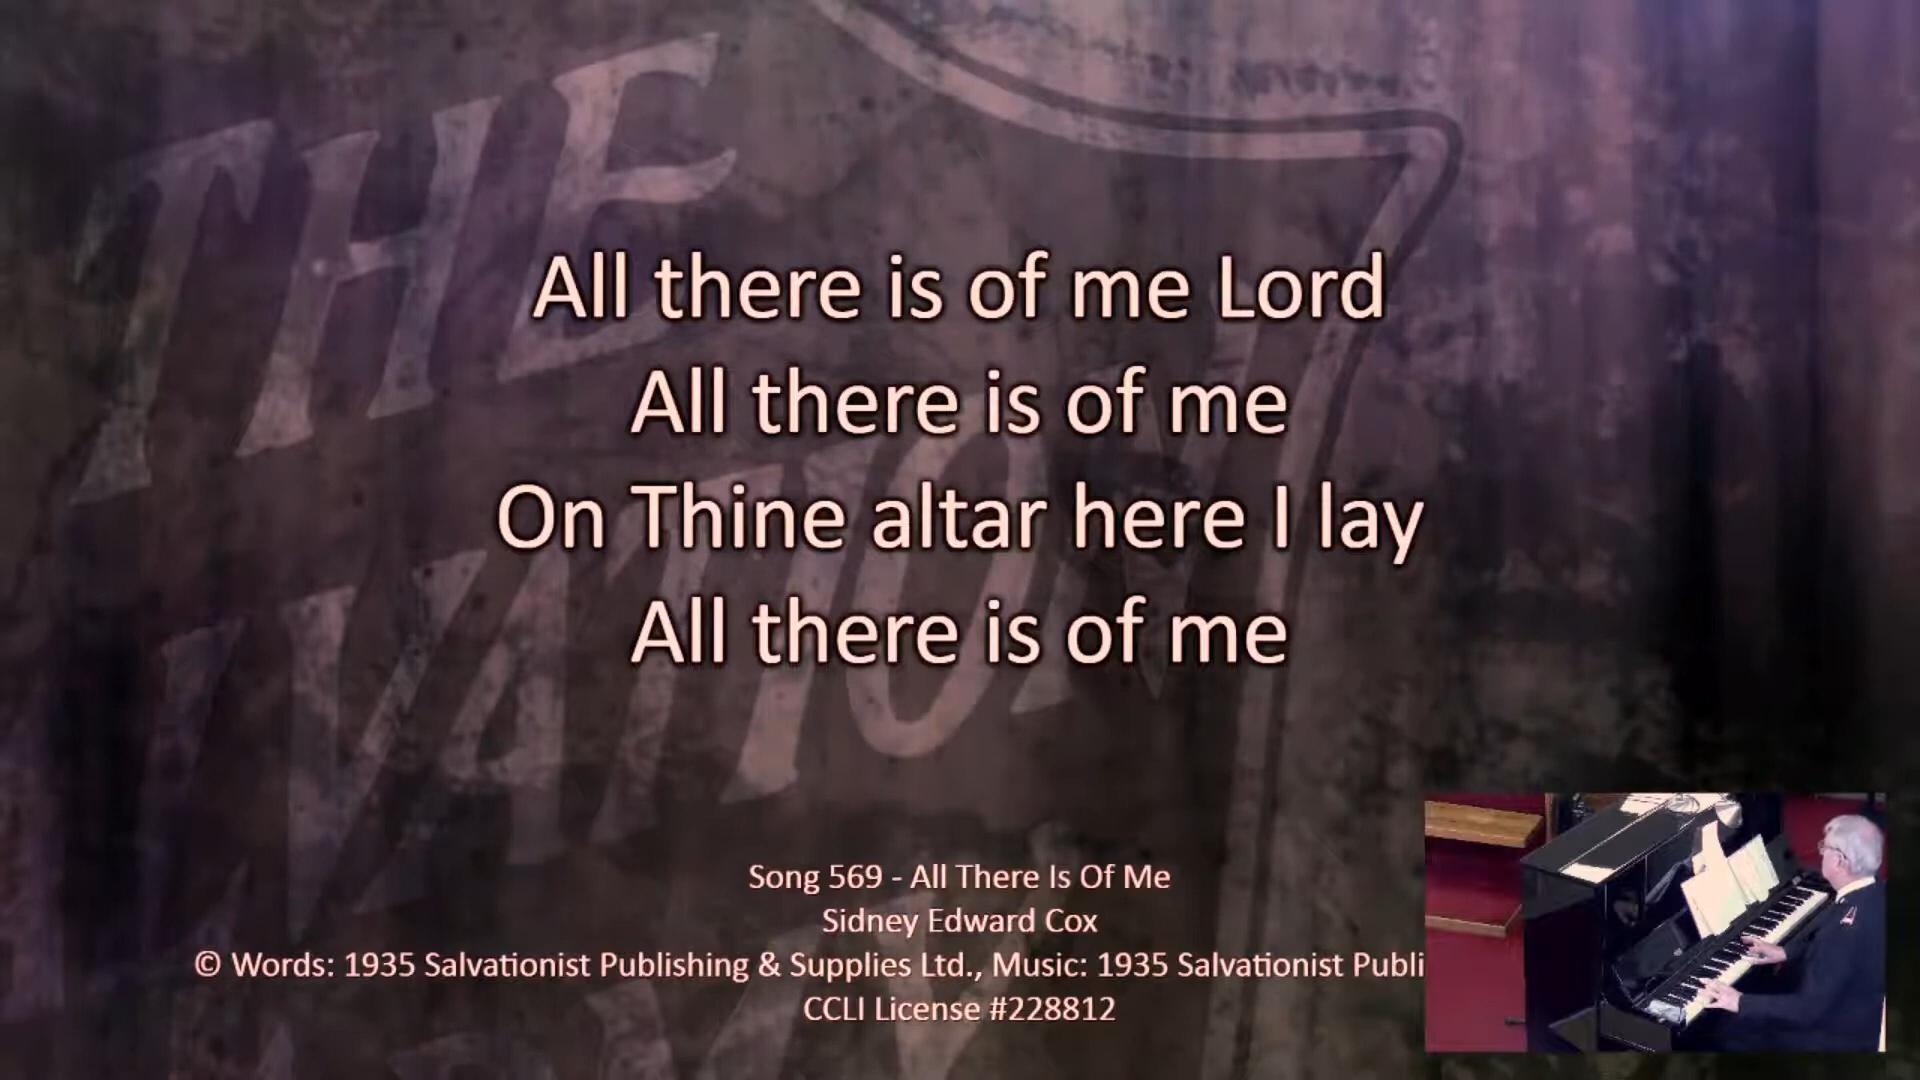 THE
SALVATION
All there is of me Lord
All there is of me
On Thine altar here I lay
All there is of me
Song 569 - All There Is Of Me
Sidney Edward Cox
© Words: 1935 Salvationist Publishing & Supplies Ltd., Music: 1935 Salvationist Publi
CCLI License #228812